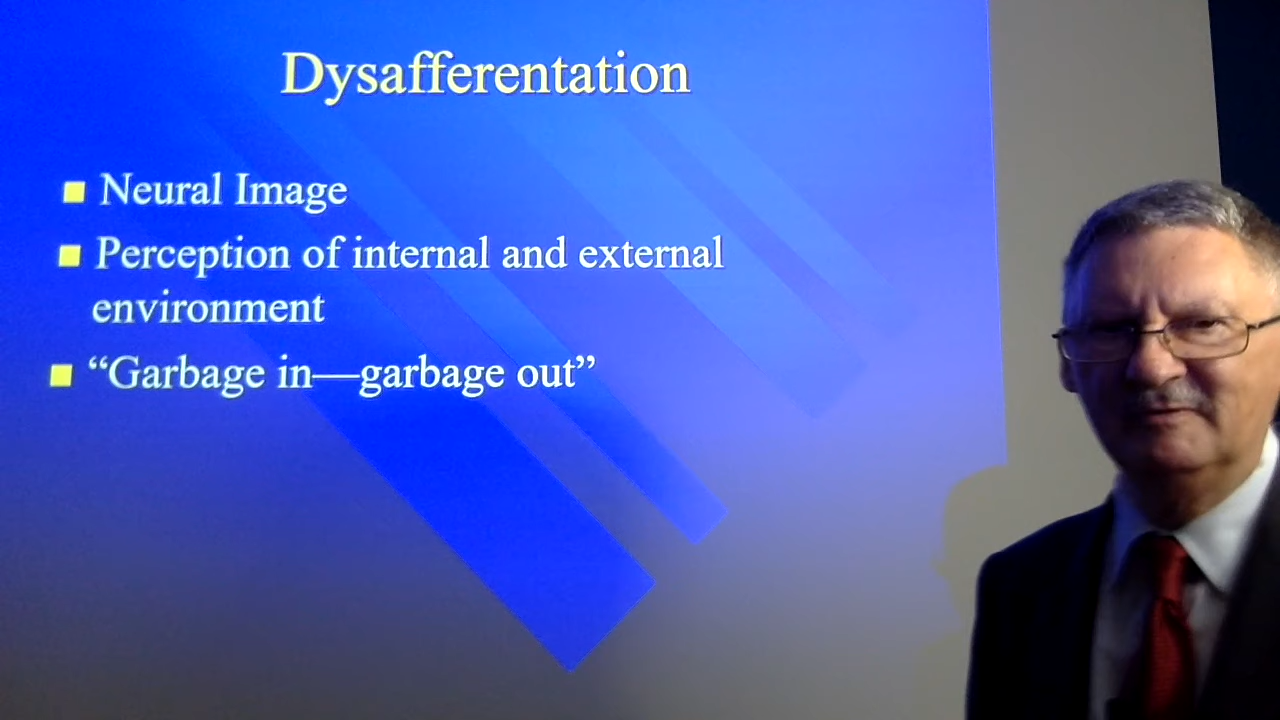 Dysafferentation
Neural Image
Perception of internal and external
environment
“Garbage in—garbage out”